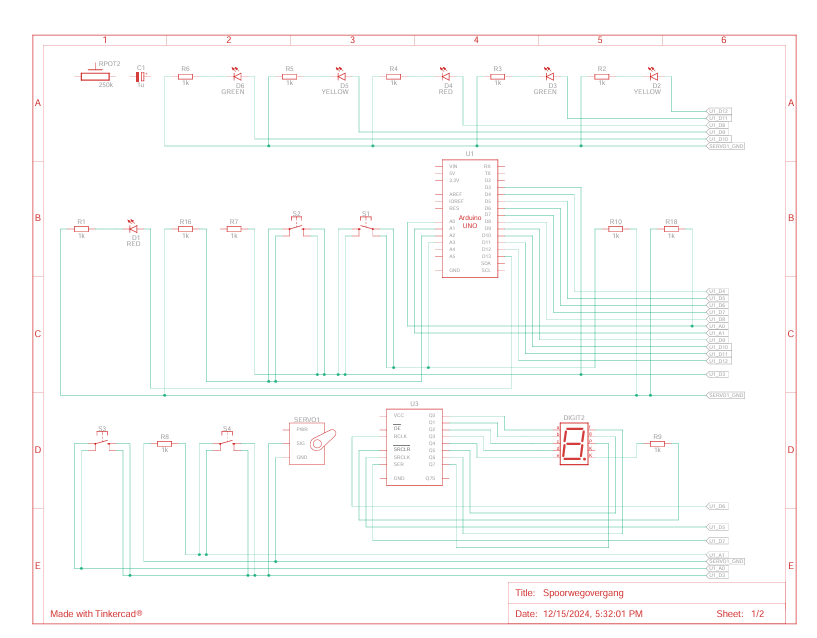 1 2 3 4 5 6
RPOT2 C1 R6 R5 R4 R3 R2
250k 1u 1k 1k 1k 1k 1k
D6 D5 D4 D3 D2
GREEN YELLOW RED GREEN YELLOW
A A
U1_D12
U1_D11
U1_D8
U1_D9
U1_D10
SERVO1_GND
U1
VIN RX
5V TX
3.3V D2
D3
AREF D4
IOREF D5
RES D6
D7
A0 D8
A1 D9
A2 D10
A3 D11
A4 D12
A5 D13
SDA
GND SCL
Arduino
UNO
B B
R1 R16 R7 S2 S1 R10 R18
1k 1k 1k 1k 1k
D1
RED
U1_D4
U1_D5
U1_D6
U1_D7
U1_D8
U1_A0
U1_A1
U1_D9
U1_D10
U1_D11
U1_D12
U1_D3
SERVO1_GND
C C
S3 R8 S4 SERVO1 U3 DIGIT2 R9
1k 1k
PWR
SIG
GND
VCC Q0
Q1
OE Q2
RCLK Q3
Q4
SRCLR Q5
SRCLK Q6
SER Q7
GND Q7S
D D
U1_D6
U1_D5
U1_D7
U1_A1
SERVO1_GND
U1_A0
U1_D3
E E
Title: Spoorwegovergang
Made with Tinkercad®
Date: 12/15/2024, 5:32:01 PM Sheet: 1/2